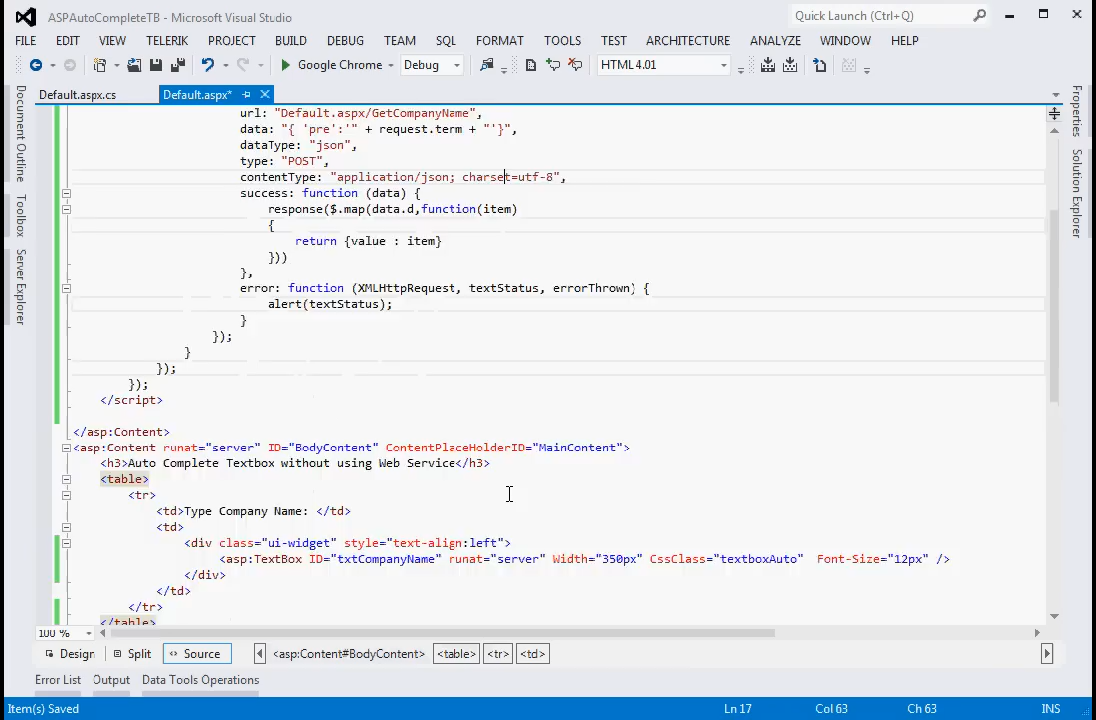 ASPAutoCompleteTB - Microsoft Visual Studio
Quick Launch (Ctrl+Q)
FILE EDIT VIEW TELERIK PROJECT BUILD DEBUG TEAM SQL FORMAT TOOLS TEST ARCHITECTURE ANALYZE WINDOW HELP
Google Chrome Debug HTML 4.01
Default.aspx.cs Default.aspx*
Document Outline
Toolbox
Server Explorer
Properties
Solution Explorer
url: "Default.aspx/GetCompanyName",
data: "{ 'pre':'" + request.term + "'}",
dataType: "json",
type: "POST",
contentType: "application/json; charset=utf-8",
success: function (data) {
response($.map(data.d,function(item)
{
return {value : item}
}))
},
error: function (XMLHttpRequest, textStatus, errorThrown) {
alert(textStatus);
}
});
}
});
});
</script>
</asp:Content>
<asp:Content runat="server" ID="BodyContent" ContentPlaceHolderID="MainContent">
<h3>Auto Complete Textbox without using Web Service</h3>
<table>
<tr>
<td>Type Company Name: </td>
<td>
<div class="ui-widget" style="text-align:left">
<asp:TextBox ID="txtCompanyName" runat="server" Width="350px" CssClass="textboxAuto" Font-Size="12px" />
</div>
</td>
</tr>
</table>
100 %
Design Split Source <asp:Content#BodyContent> <table> <tr> <td>
Error List Output Data Tools Operations
Item(s) Saved Ln 17 Col 63 Ch 63 INS